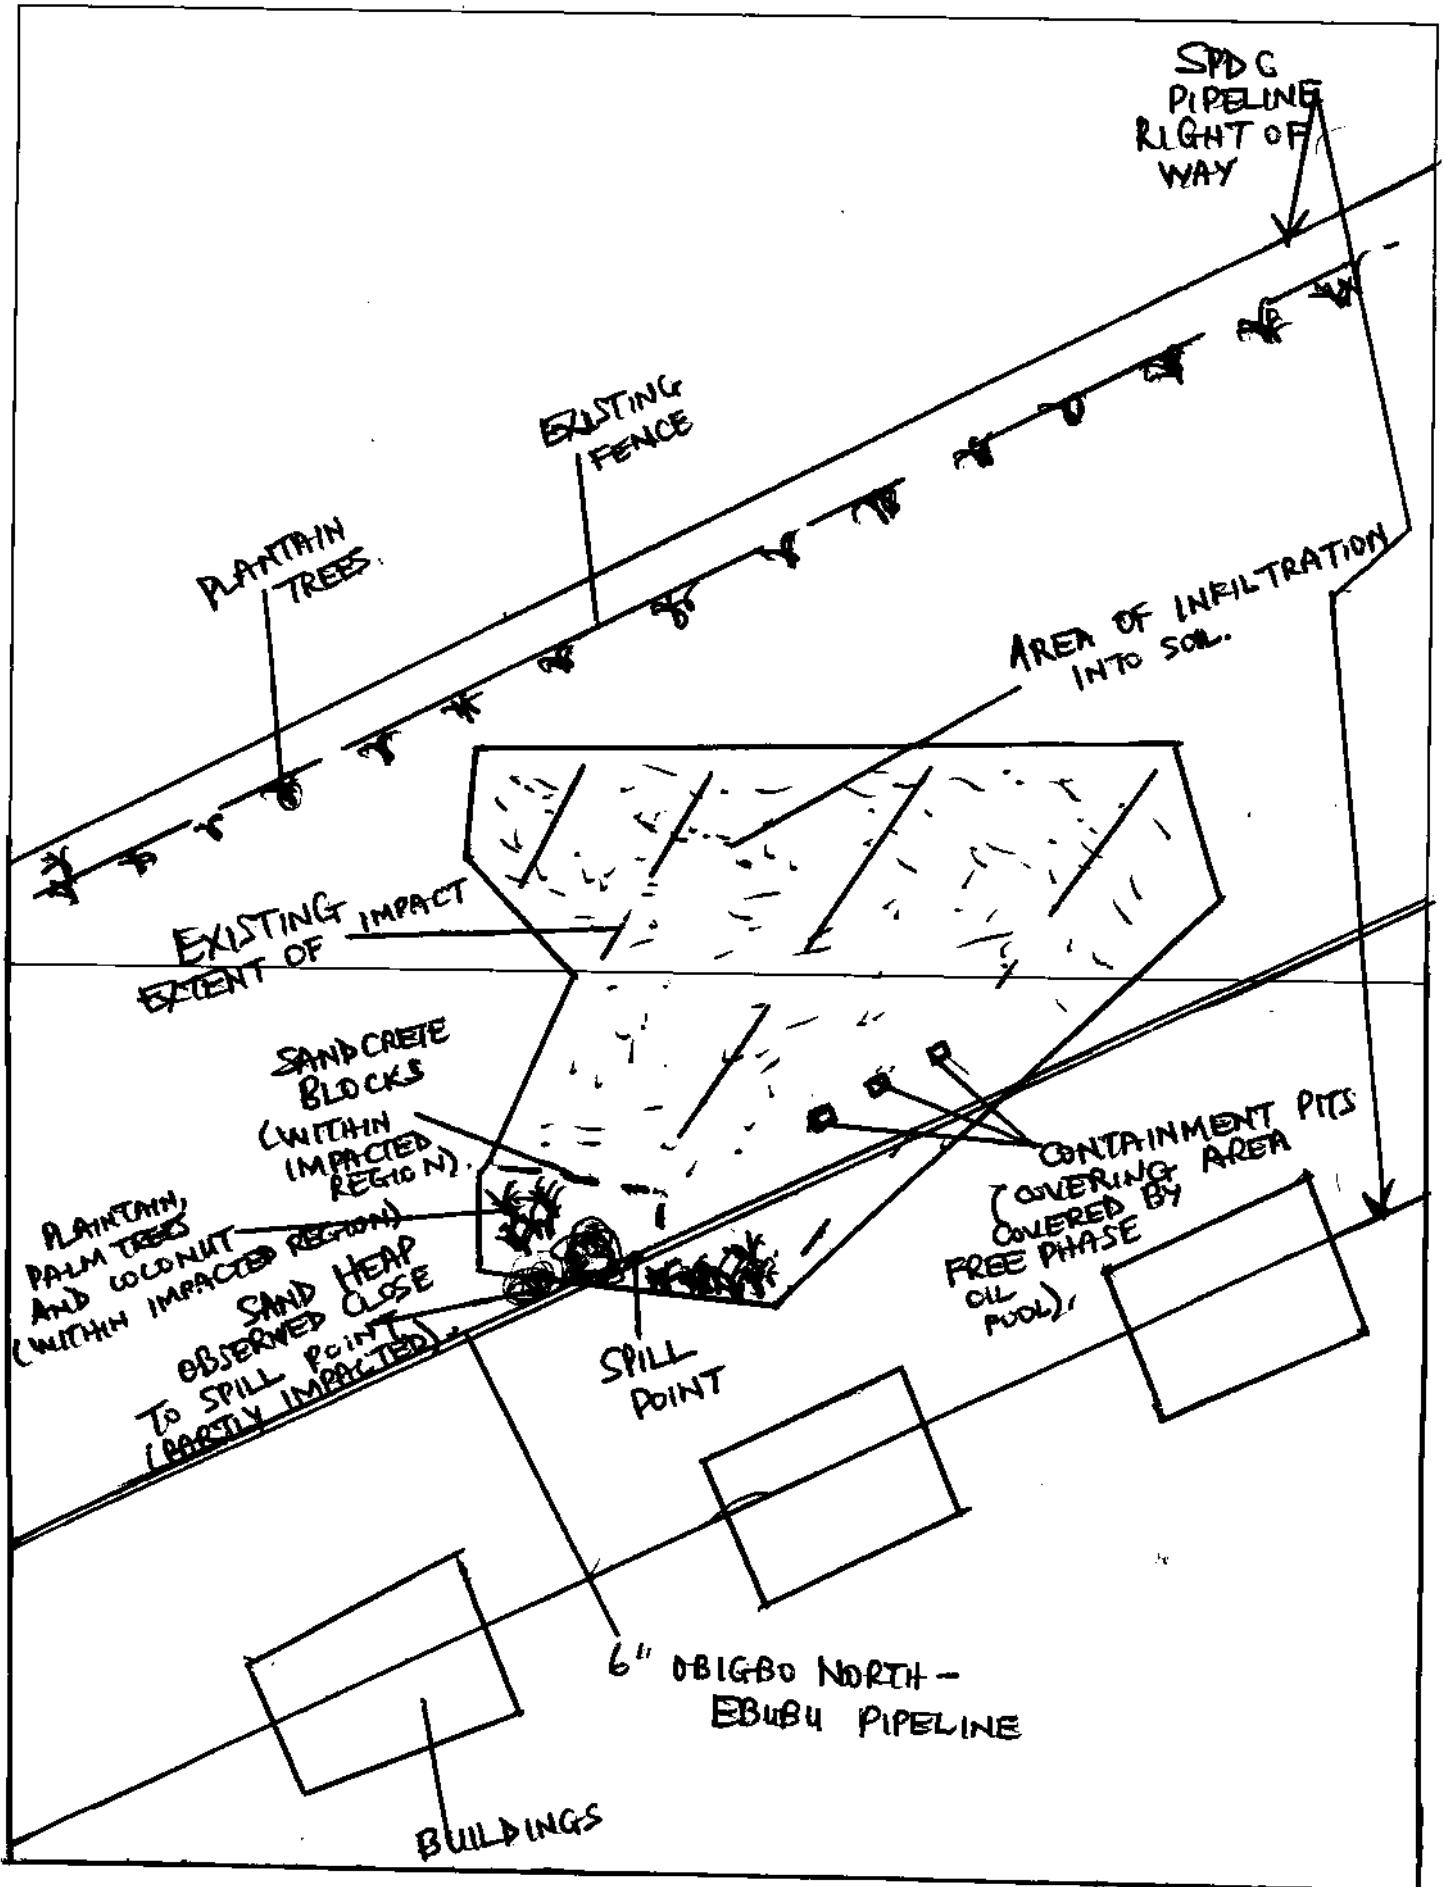 SPDC
PIPELINE
RIGHT OF
WAY
EXISTING
FENCE
PLANTAIN
TREES.
AREA OF INFILTRATION
INTO SOIL.
EXISTING IMPACT
EXTENT OF
SANDCRETE
BLOCKS
(WITHIN
IMPACTED
REGION).
PLAINTAIN,
PALM TREES
AND COCONUT
(WITHIN IMPACTED REGION)
SAND HEAP
OBSERVED CLOSE
TO SPILL POINT
(PARTLY IMPACTED)
SPILL
POINT
CONTAINMENT PITS
(COVERING AREA
COVERED BY
FREE PHASE
OIL
POOL).
6" OBIGBO NORTH -
EBUBU PIPELINE
BUILDINGS